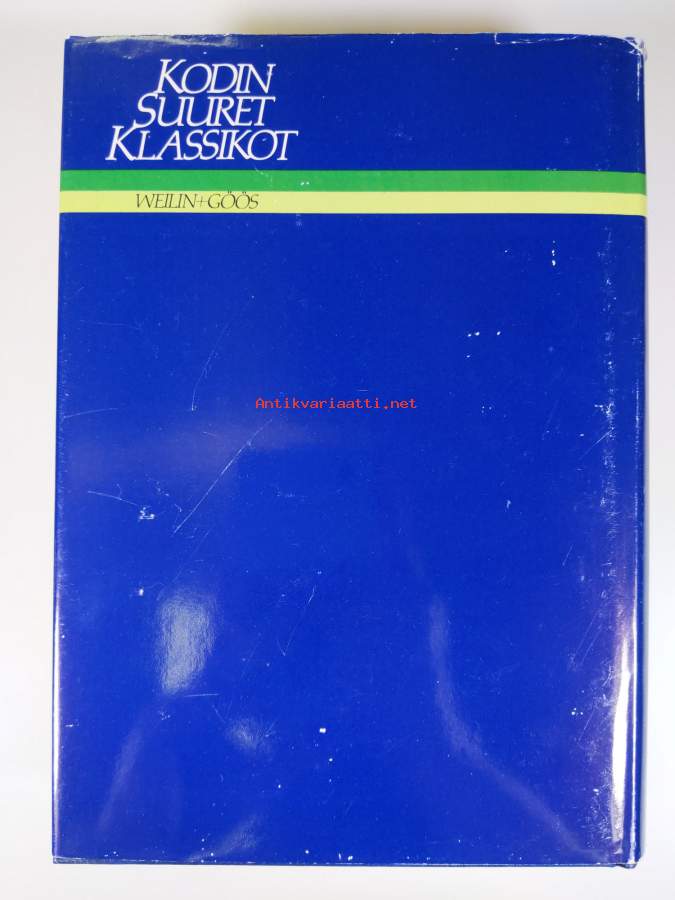 KODIN
SUURET
KLASSIKOT
WEILIN+GÖÖS
Antikvariaatti.net